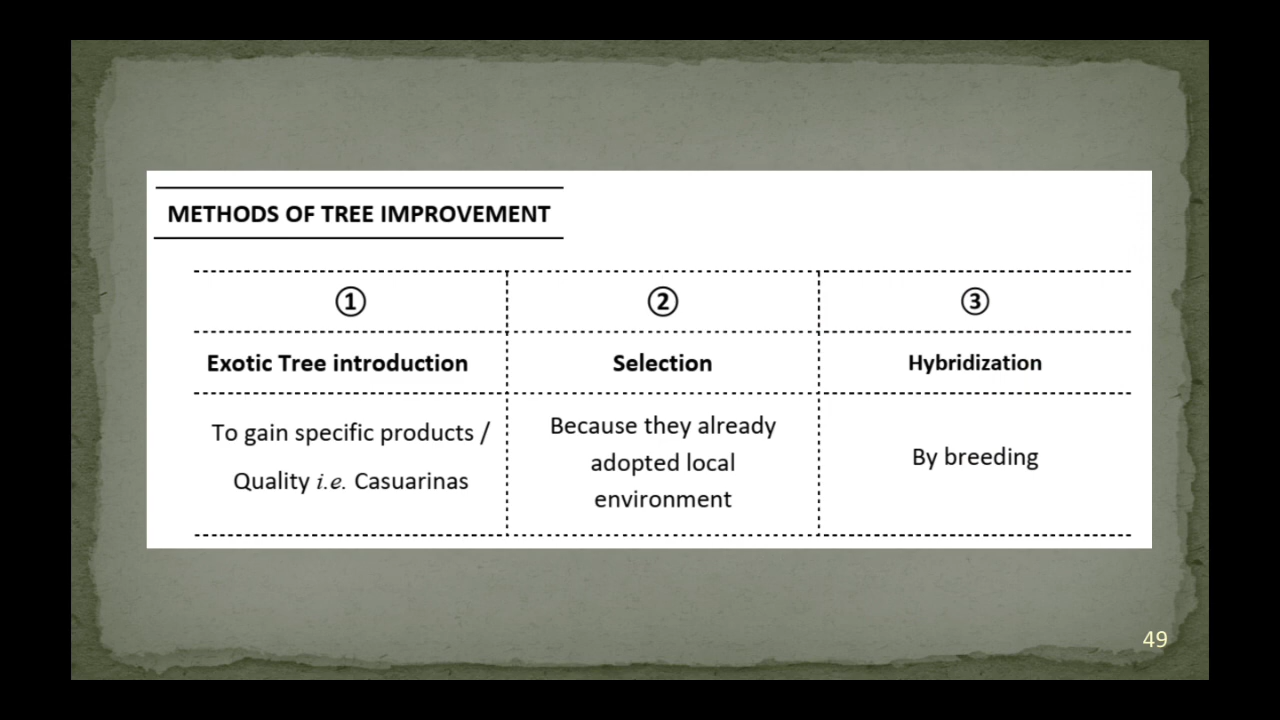 METHODS OF TREE IMPROVEMENT
① ② ③
Exotic Tree introduction Selection Hybridization
To gain specific products /
Quality i.e. Casuarinas
Because they already
adopted local
environment
By breeding
49